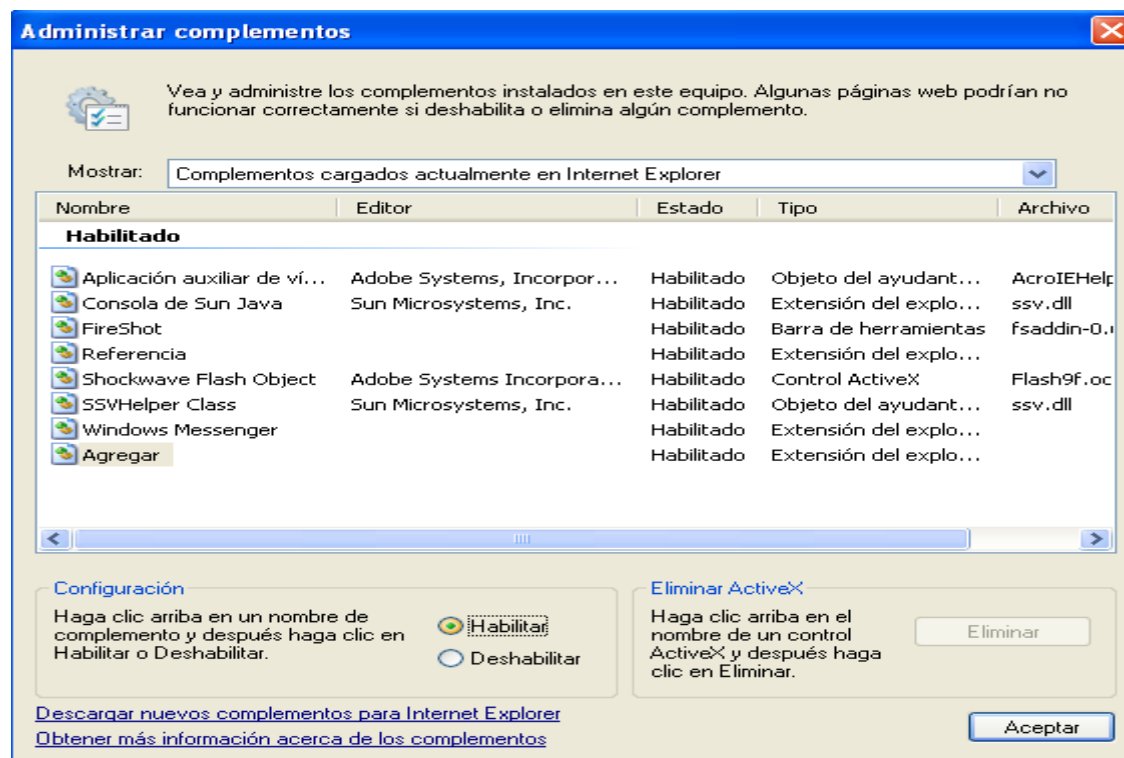 Administrar complementos
Vea y administre los complementos instalados en este equipo. Algunas páginas web podrían no
funcionar correctamente si deshabilita o elimina algún complemento.
Mostrar: Complementos cargados actualmente en Internet Explorer
Nombre Editor Estado Tipo Archivo
Habilitado
Aplicación auxiliar de ví... Adobe Systems, Incorpor... Habilitado Objeto del ayudant... AcroIEHelp
Consola de Sun Java Sun Microsystems, Inc. Habilitado Extensión del explo... ssv.dll
FireShot Habilitado Barra de herramientas fsaddin-0.
Referencia Habilitado Extensión del explo...
Shockwave Flash Object Adobe Systems Incorpora... Habilitado Control ActiveX Flash9f.oc
SSVHelper Class Sun Microsystems, Inc. Habilitado Objeto del ayudant... ssv.dll
Windows Messenger Habilitado Extensión del explo...
Agregar Habilitado Extensión del explo...
Configuración
Haga clic arriba en un nombre de
complemento y después haga clic en
Habilitar o Deshabilitar.
Habilitar
Deshabilitar
Eliminar ActiveX
Haga clic arriba en el
nombre de un control
ActiveX y después haga
clic en Eliminar.
Eliminar
Descargar nuevos complementos para Internet Explorer
Obtener más información acerca de los complementos
Aceptar